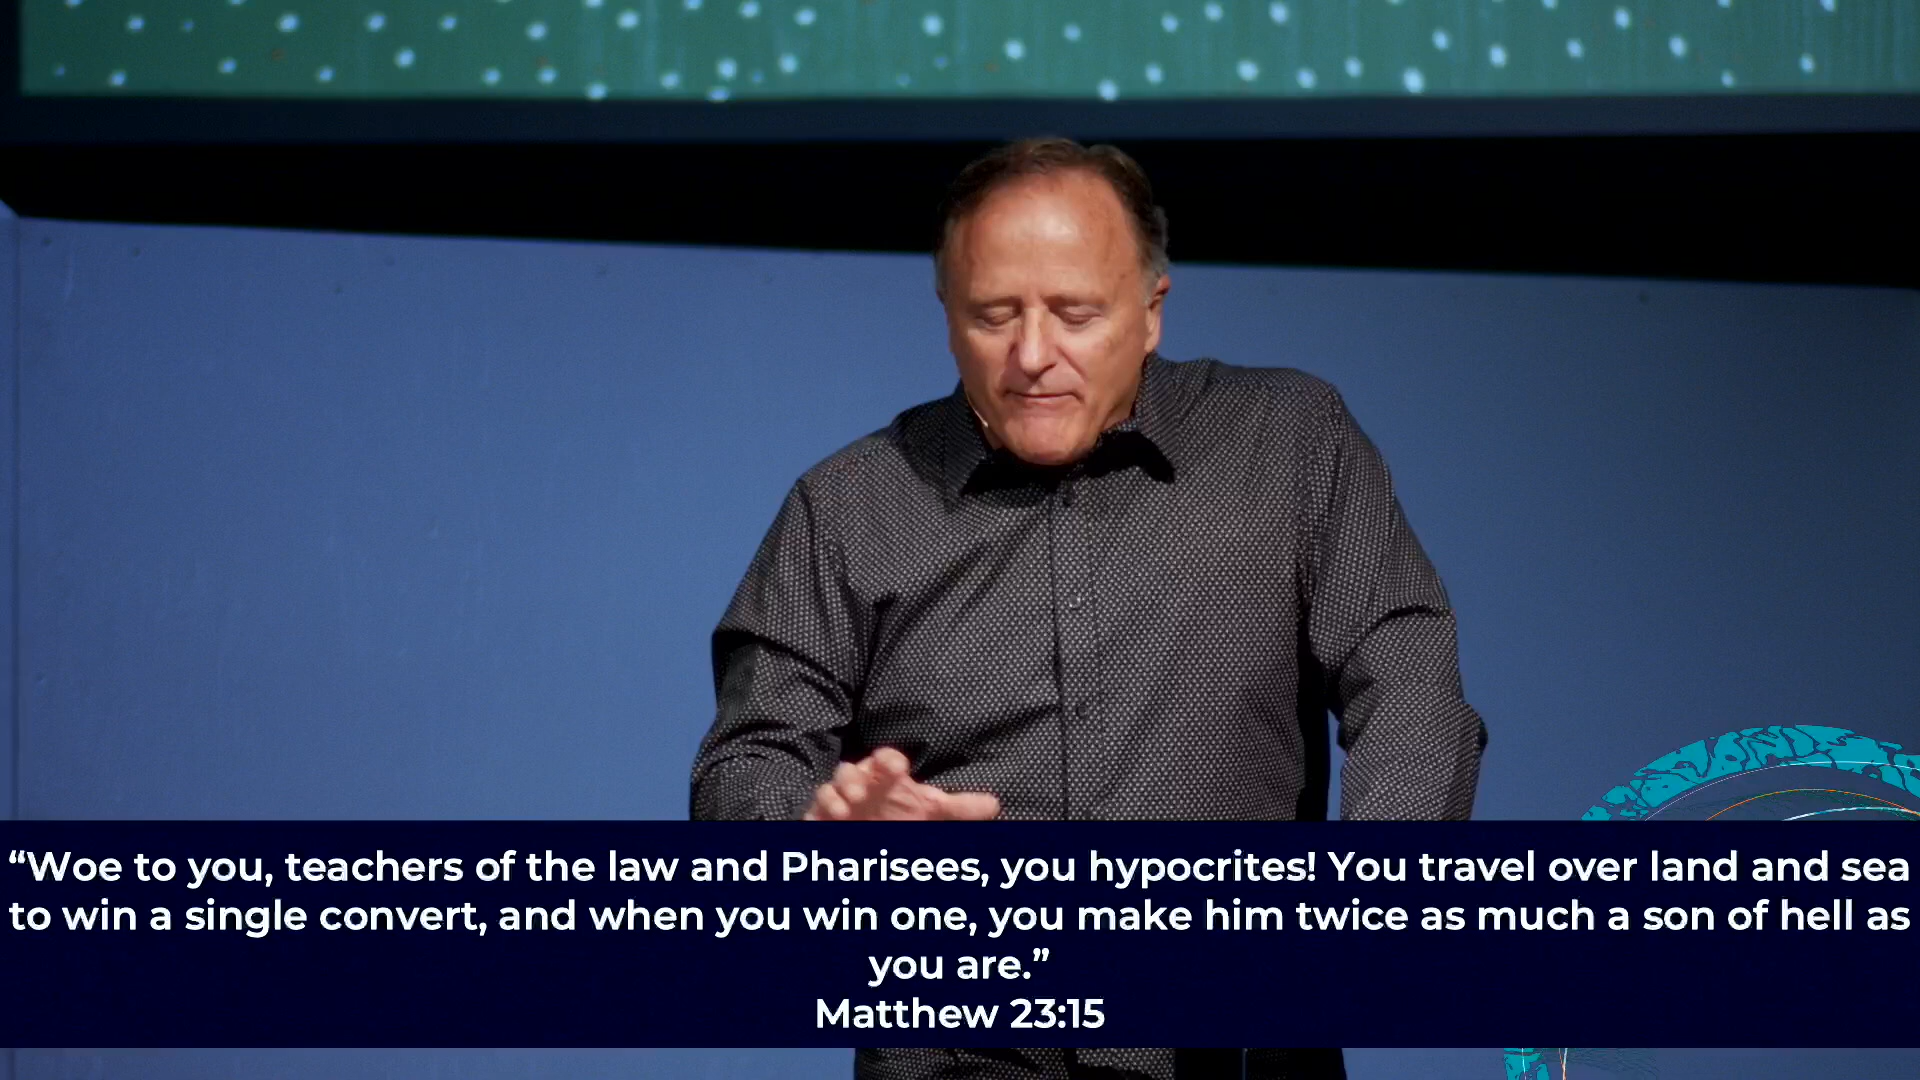 “Woe to you, teachers of the law and Pharisees, you hypocrites! You travel over land and sea
to win a single convert, and when you win one, you make him twice as much a son of hell as
you are.”
Matthew 23:15